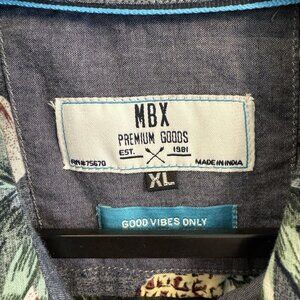 MBX
PREMIUM GOODS
EST. 1981
RN#75670 MADE IN INDIA
XL
GOOD VIBES ONLY